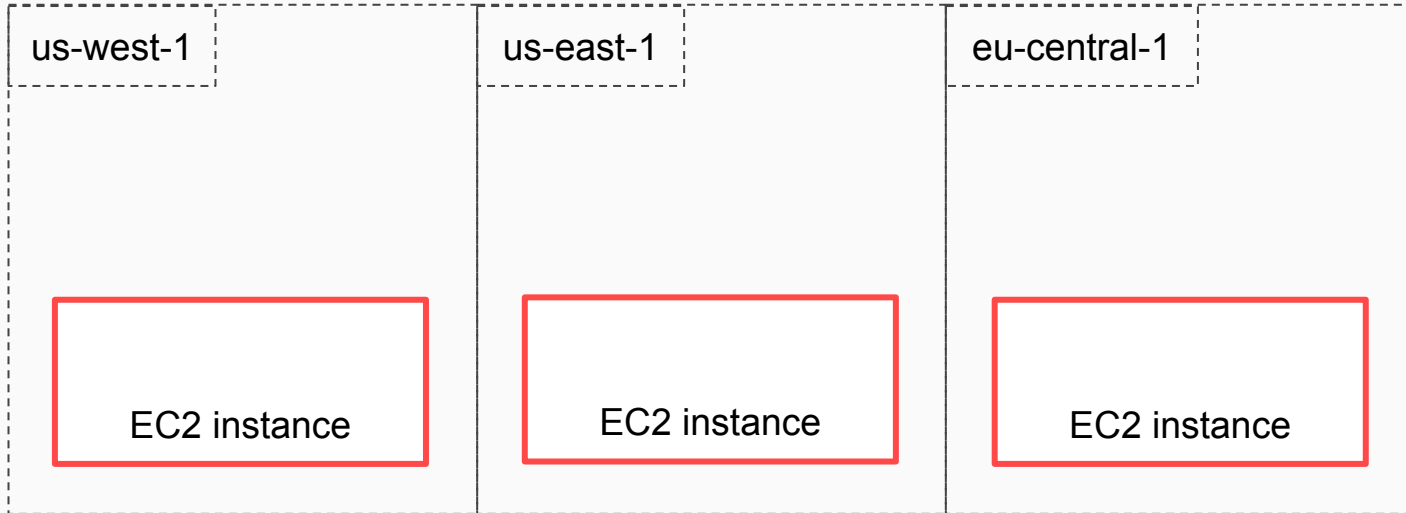 us-west-1
us-east-1
eu-central-1
EC2 instance
EC2 instance
EC2 instance